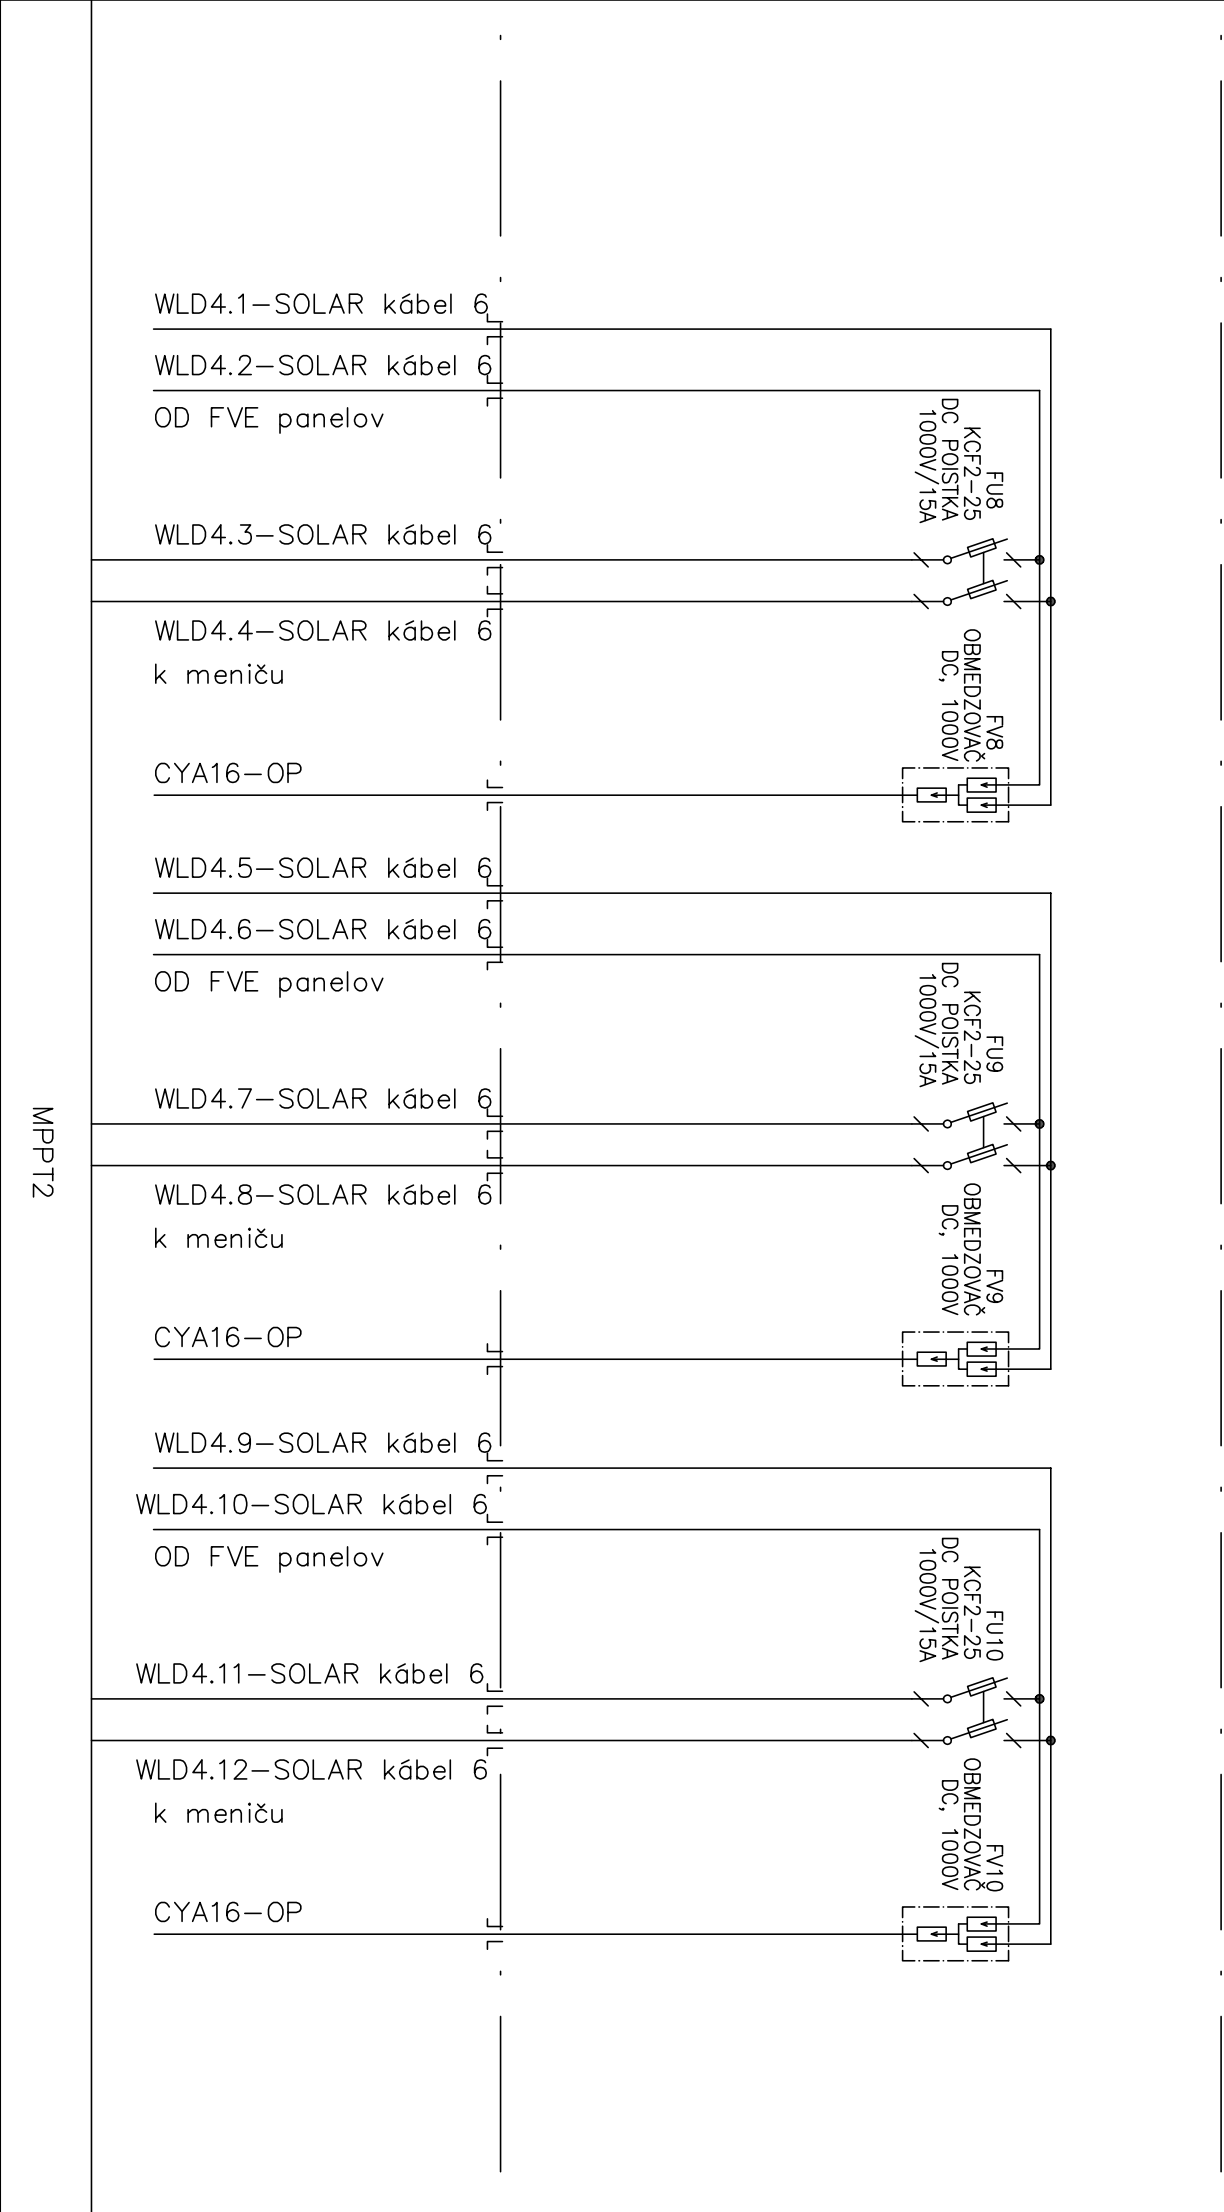 WLD4.1-SOLAR kábel 6
WLD4.2-SOLAR kábel 6
OD FVE panelov
FU8
KCF2-25
DC POISTKA
1000V/15A
WLD4.3-SOLAR kábel 6
WLD4.4-SOLAR kábel 6
k meniču
FV8
OBMEDZOVAČ
DC, 1000V
CYA16-OP
WLD4.5-SOLAR kábel 6
WLD4.6-SOLAR kábel 6
OD FVE panelov
FU9
KCF2-25
DC POISTKA
1000V/15A
WLD4.7-SOLAR kábel 6
WLD4.8-SOLAR kábel 6
k meniču
FV9
OBMEDZOVAČ
DC, 1000V
CYA16-OP
MPPT2
WLD4.9-SOLAR kábel 6
WLD4.10-SOLAR kábel 6
OD FVE panelov
FU10
KCF2-25
DC POISTKA
1000V/15A
WLD4.11-SOLAR kábel 6
WLD4.12-SOLAR kábel 6
k meniču
FV10
OBMEDZOVAČ
DC, 1000V
CYA16-OP